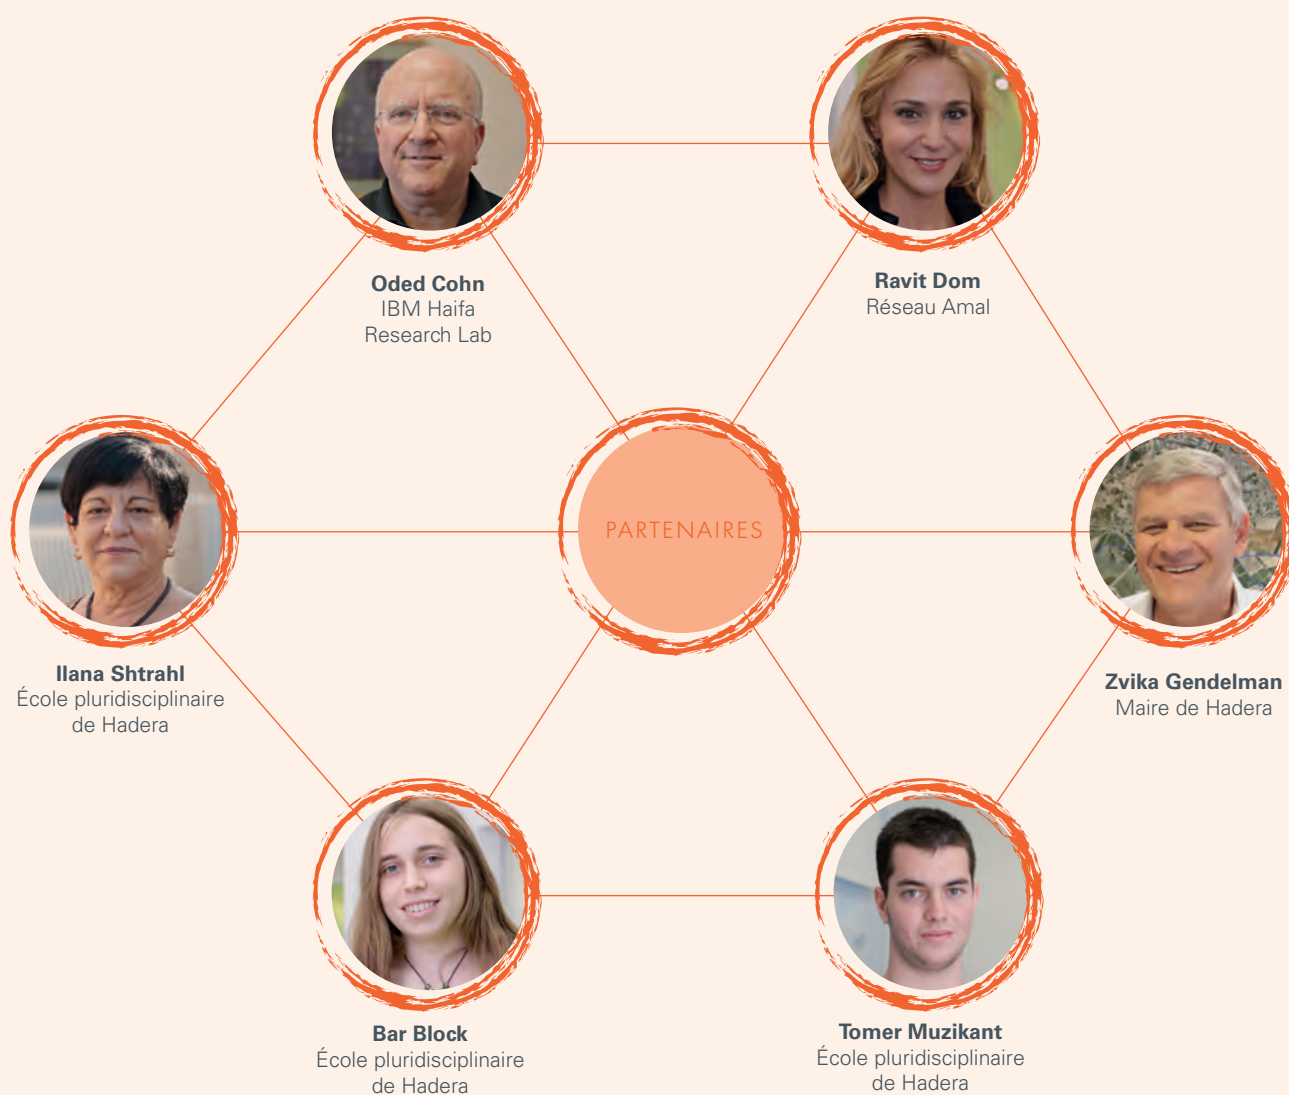 Oded Cohn
IBM Haifa
Research Lab
Ravit Dom
Réseau Amal
PARTENAIRES
Ilana Shtrahl
École pluridisciplinaire
de Hadera
Zvika Gendelman
Maire de Hadera
Bar Block
École pluridisciplinaire
de Hadera
Tomer Muzikant
École pluridisciplinaire
de Hadera